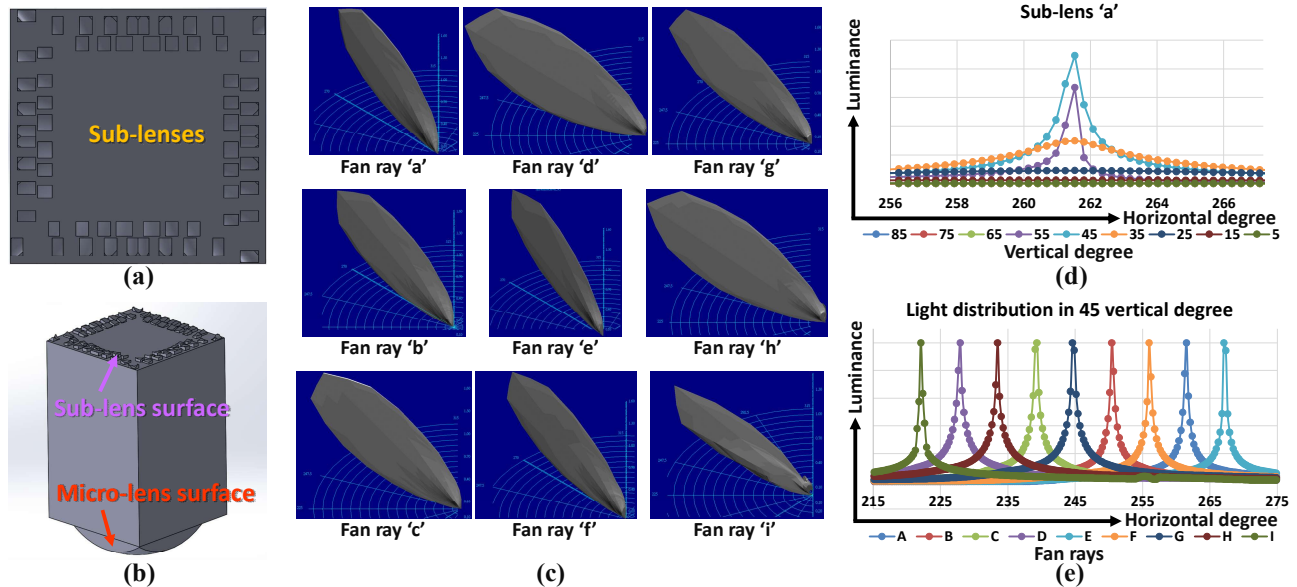 Sub-lenses
(a)
Sub-lens surface
Micro-lens surface
(b)
Fan ray ‘a’
Fan ray ‘d’
Fan ray ‘g’
Fan ray ‘b’
Fan ray ‘e’
Fan ray ‘h’
Fan ray ‘c’
Fan ray ‘f’
Fan ray ‘i’
(c)
Sub-lens ‘a’
Luminance
256 258 260 262 264 266
Horizontal degree
85 75 65 55 45 35 25 15 5
Vertical degree
(d)
Light distribution in 45 vertical degree
Luminance
215 225 235 245 255 265 275
Horizontal degree
A B C D E F G H I
Fan rays
(e)